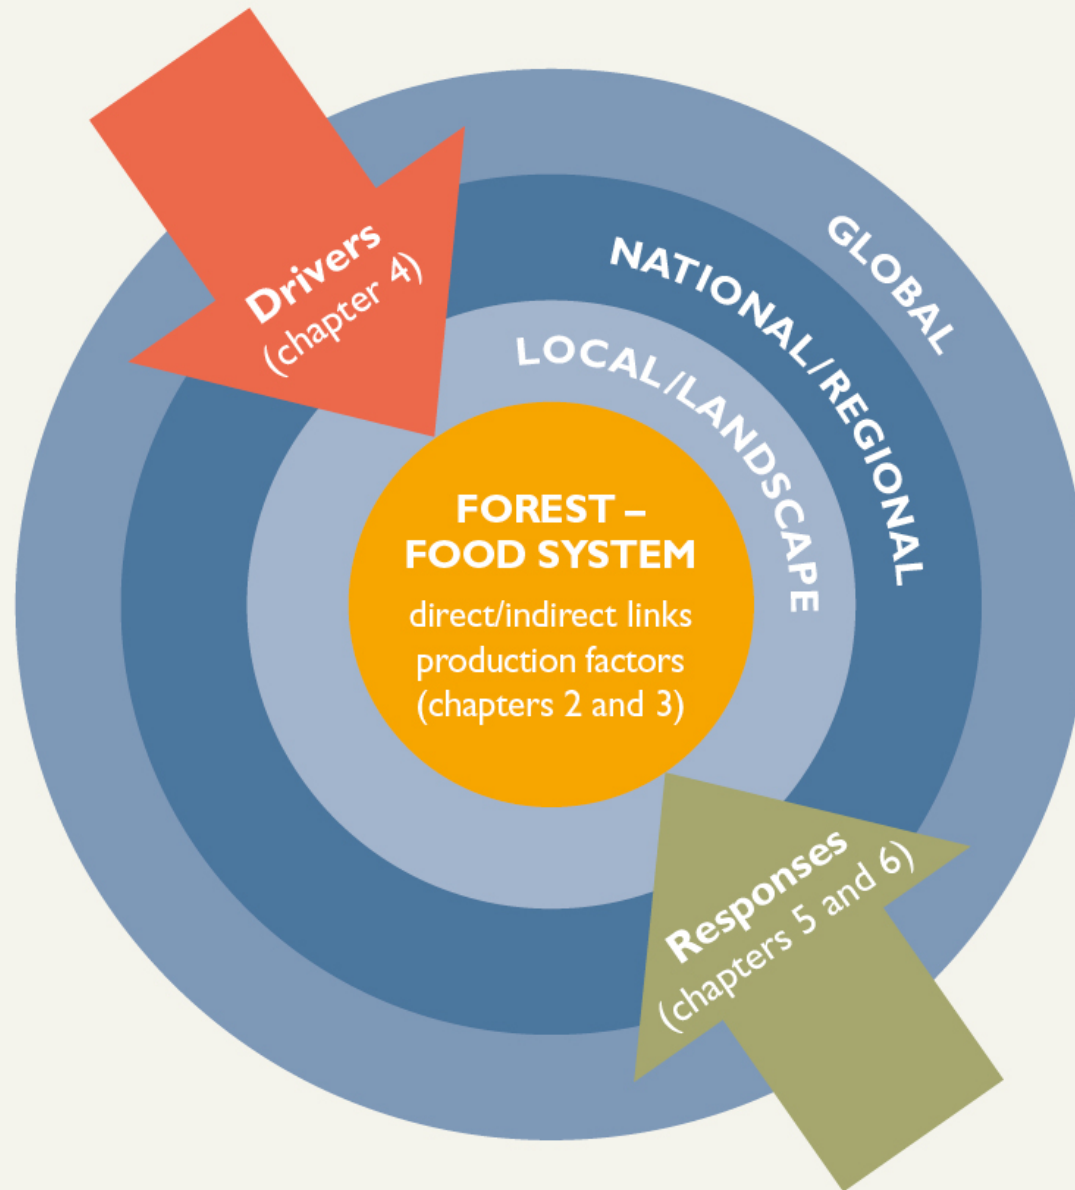 Drivers
(chapter 4)
GLOBAL
NATIONAL/REGIONAL
LOCAL/LANDSCAPE
FOREST –
FOOD SYSTEM
direct/indirect links
production factors
(chapters 2 and 3)
Responses
(chapters 5 and 6)